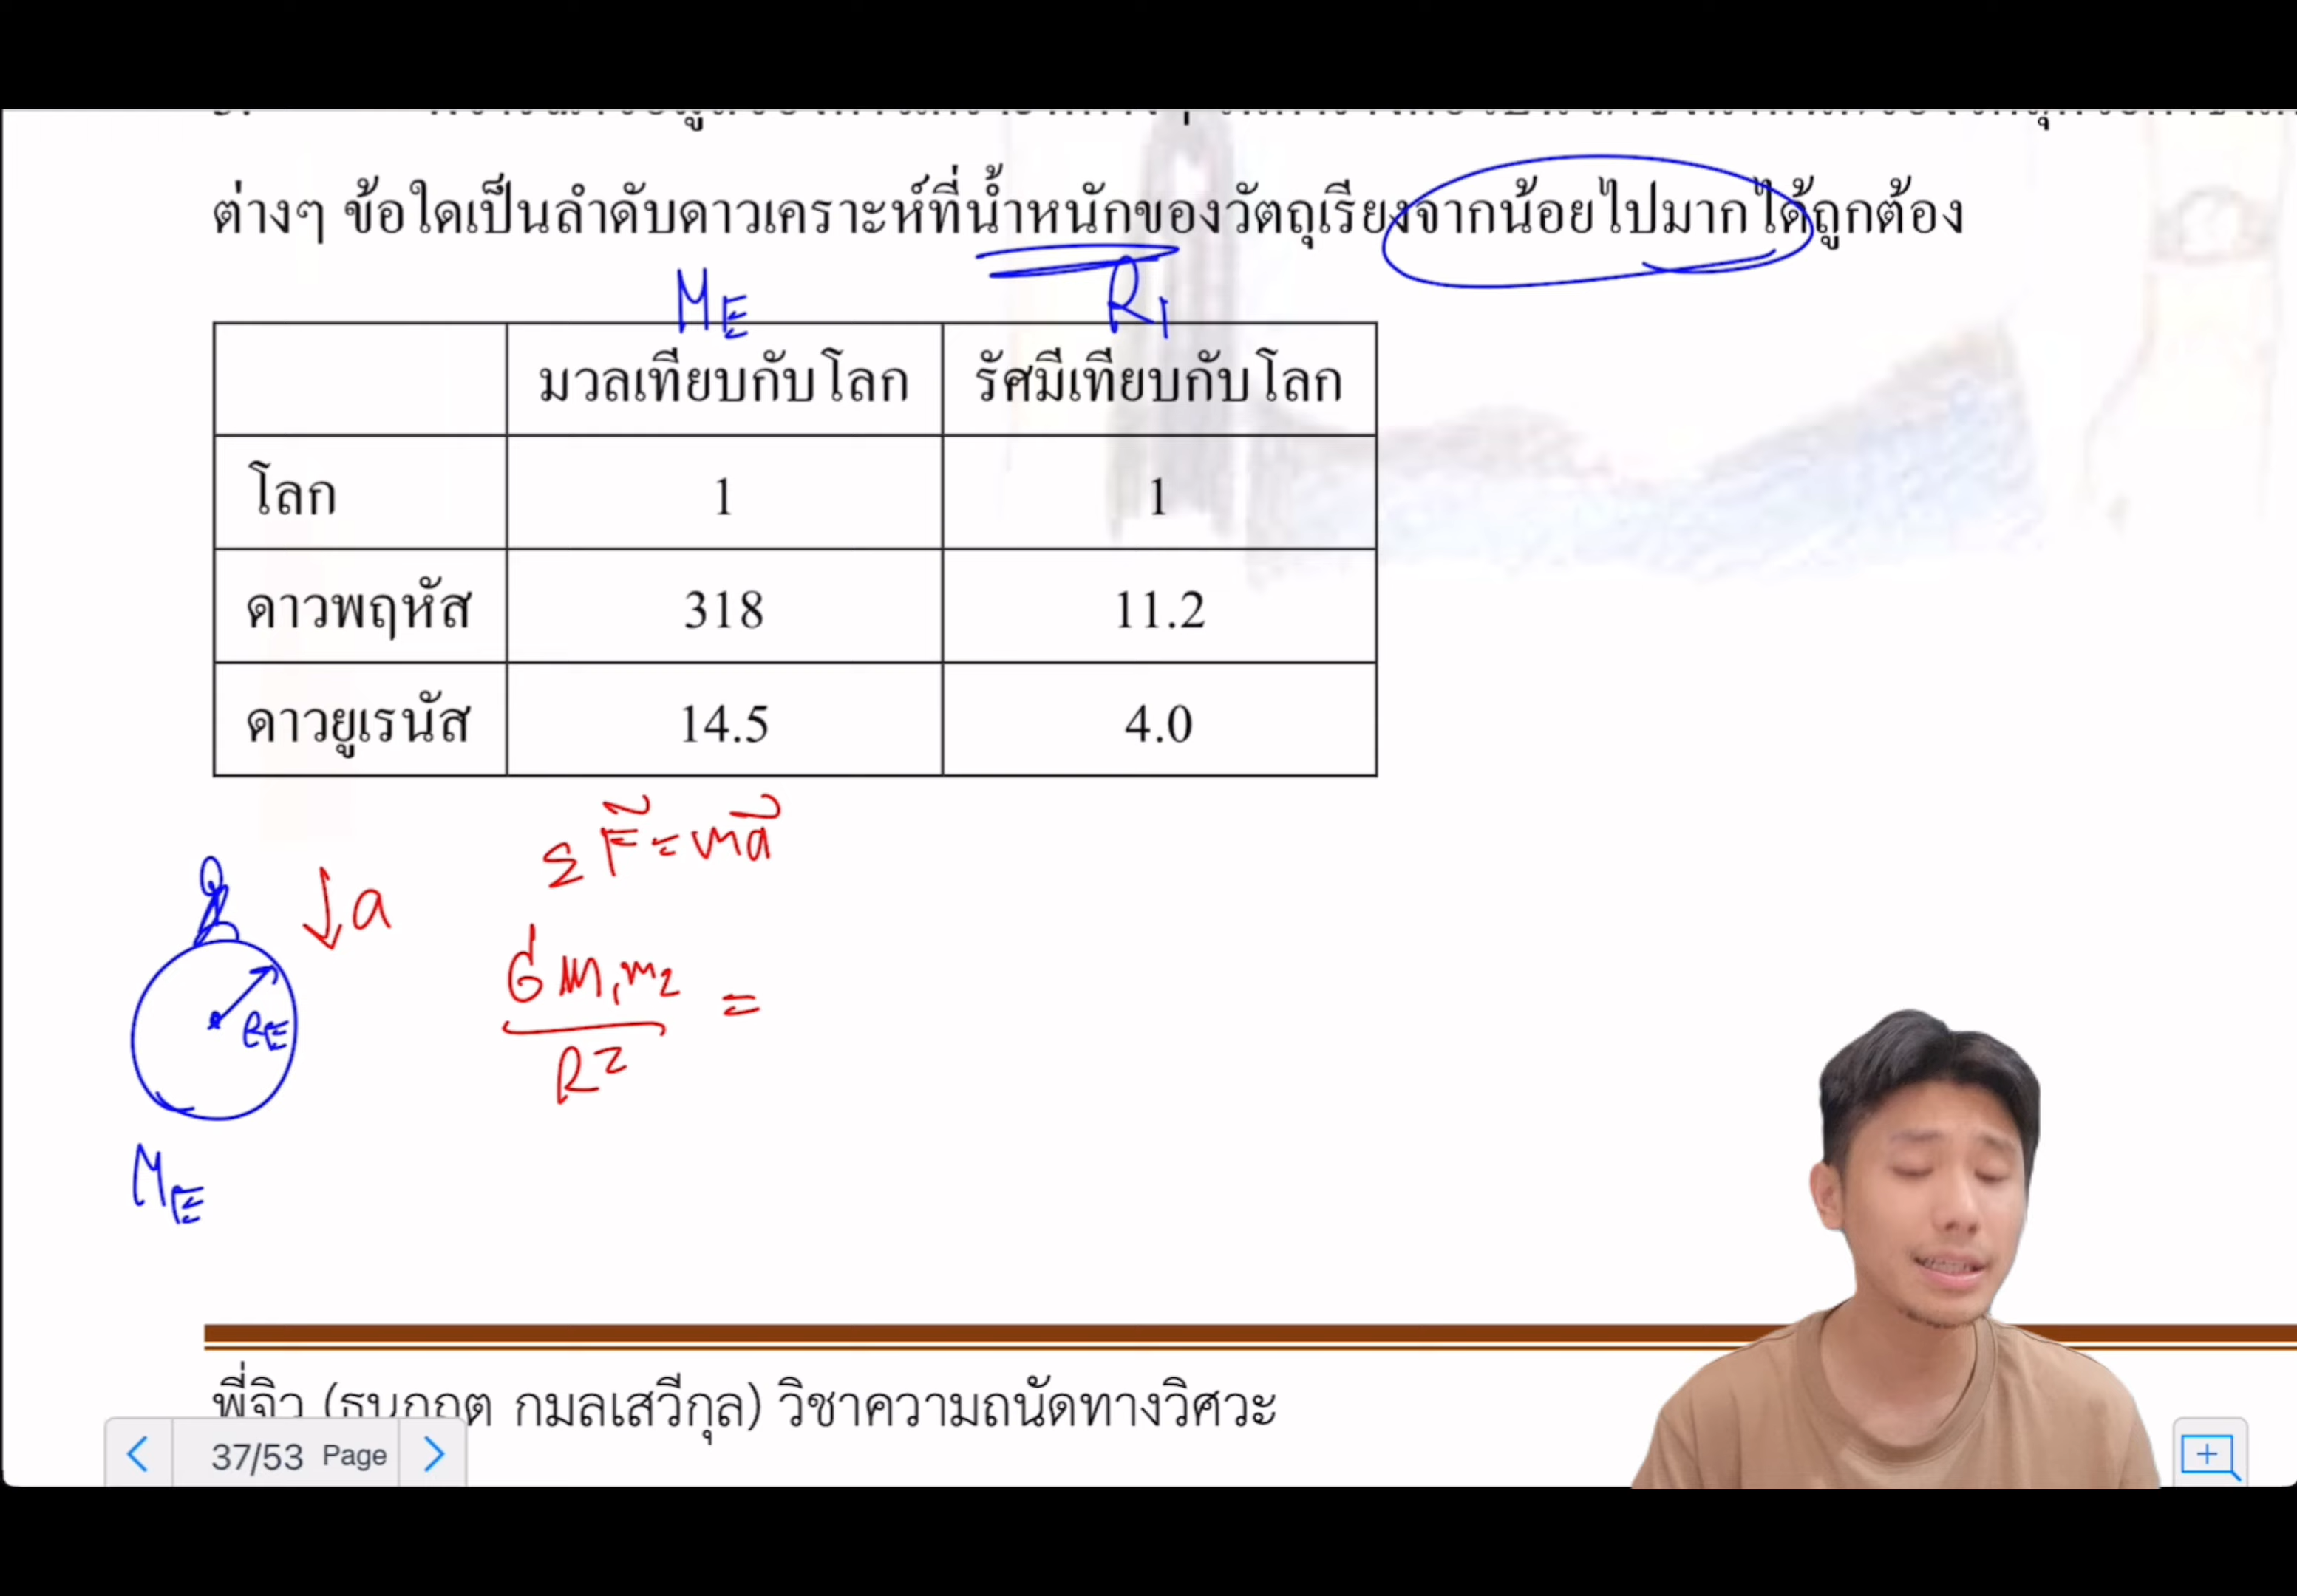 ต่างๆ ข้อใดเป็นลำดับดาวเคราะห์ที่น้ำหนักของวัตถุเรียงจากน้อยไปมากได้ถูกต้อง
M_E R_1
มวลเทียบกับโลก รัศมีเทียบกับโลก
โลก 1 1
ดาวพฤหัส 318 11.2
ดาวยูเรนัส 14.5 4.0
Σ F = ma
a
G m₁m₂ =
R²
R_E
M_E
พี่จิว (ธนกฤต กมลเสวีกุล) วิชาความถนัดทางวิศวะ
37/53 Page